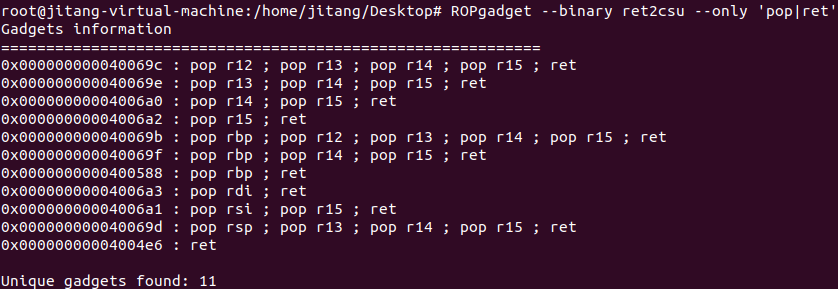 root@jitang-virtual-machine:/home/jitang/Desktop# ROPgadget --binary ret2csu --only 'pop|ret'
Gadgets information
============================================================
0x000000000040069c : pop r12 ; pop r13 ; pop r14 ; pop r15 ; ret
0x000000000040069e : pop r13 ; pop r14 ; pop r15 ; ret
0x00000000004006a0 : pop r14 ; pop r15 ; ret
0x00000000004006a2 : pop r15 ; ret
0x000000000040069b : pop rbp ; pop r12 ; pop r13 ; pop r14 ; pop r15 ; ret
0x000000000040069f : pop rbp ; pop r14 ; pop r15 ; ret
0x0000000000400588 : pop rbp ; ret
0x00000000004006a3 : pop rdi ; ret
0x00000000004006a1 : pop rsi ; pop r15 ; ret
0x000000000040069d : pop rsp ; pop r13 ; pop r14 ; pop r15 ; ret
0x00000000004004e6 : ret
Unique gadgets found: 11